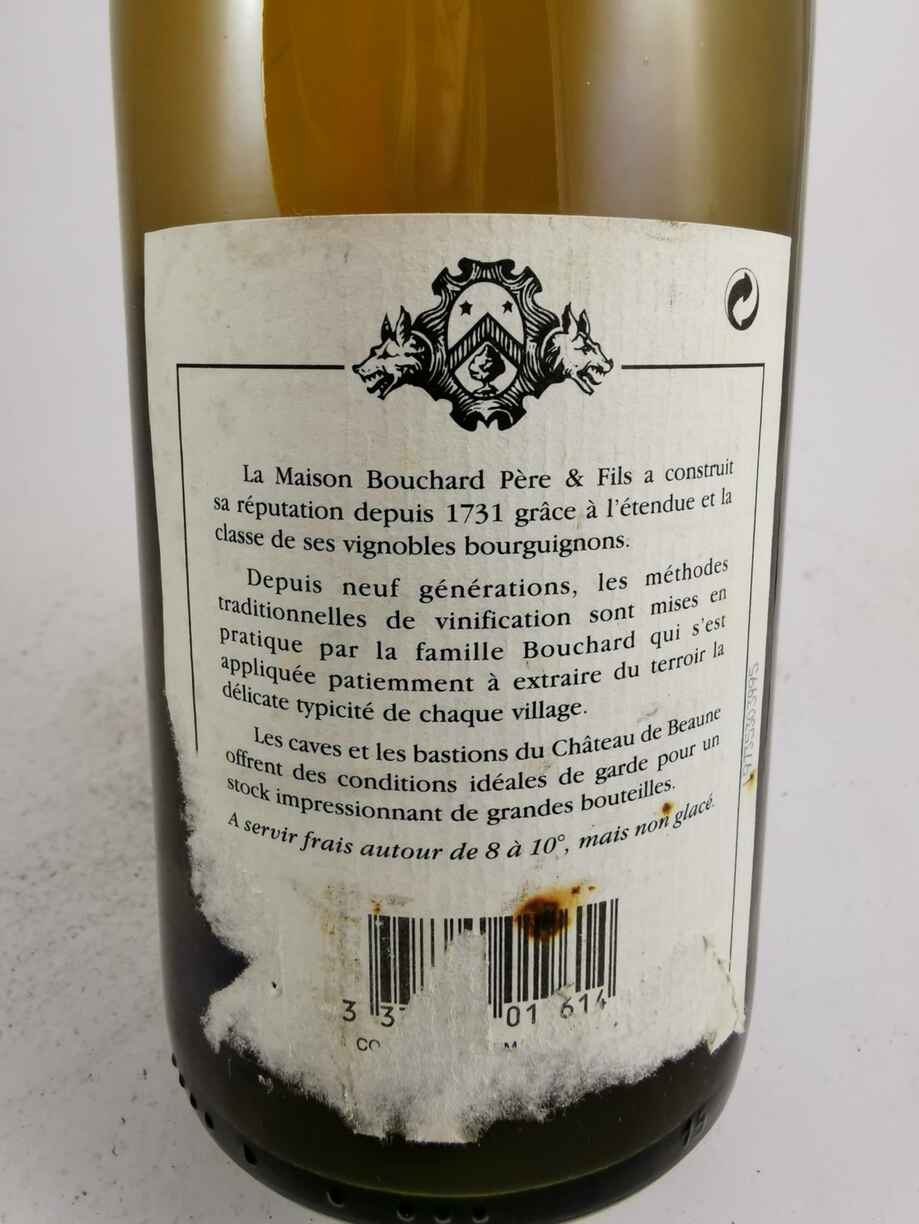 La Maison Bouchard Père & Fils a construit
sa réputation depuis 1731 grâce à l'étendue et la
classe de ses vignobles bourguignons.
Depuis neuf générations, les méthodes
traditionnelles de vinification sont mises en
pratique par la famille Bouchard qui s'est
appliquée patiemment à extraire du terroir la
délicate typicité de chaque village.
Les caves et les bastions du Château de Beaune
offrent des conditions idéales de garde pour un
stock impressionnant de grandes bouteilles.
A servir frais autour de 8 à 10°, mais non glacé.
3 3 01 614